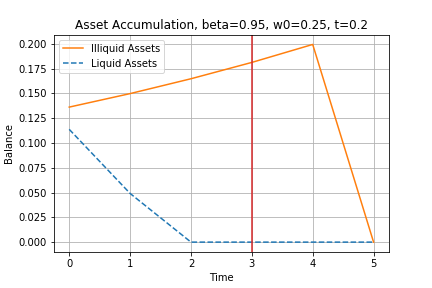 Asset Accumulation, beta=0.95, w0=0.25, t=0.2
Illiquid Assets
Liquid Assets
0.200
0.175
0.150
0.125
0.100
0.075
0.050
0.025
0.000
Balance
0 1 2 3 4 5
Time